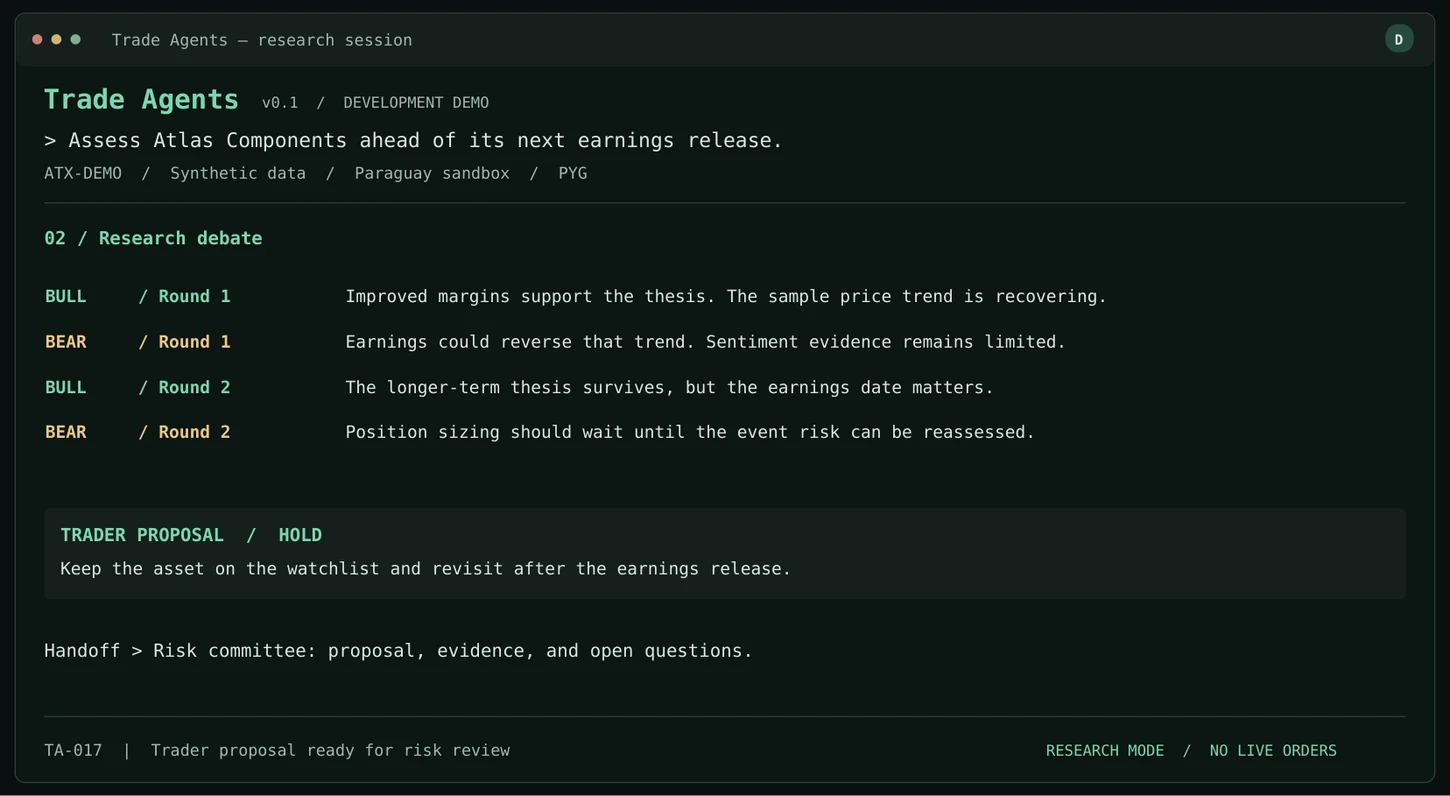 Trade Agents — research session
D
Trade Agents v0.1 / DEVELOPMENT DEMO
> Assess Atlas Components ahead of its next earnings release.
ATX-DEMO / Synthetic data / Paraguay sandbox / PYG
02 / Research debate
BULL / Round 1 Improved margins support the thesis. The sample price trend is recovering.
BEAR / Round 1 Earnings could reverse that trend. Sentiment evidence remains limited.
BULL / Round 2 The longer-term thesis survives, but the earnings date matters.
BEAR / Round 2 Position sizing should wait until the event risk can be reassessed.
TRADER PROPOSAL / HOLD
Keep the asset on the watchlist and revisit after the earnings release.
Handoff > Risk committee: proposal, evidence, and open questions.
TA-017 | Trader proposal ready for risk review RESEARCH MODE / NO LIVE ORDERS